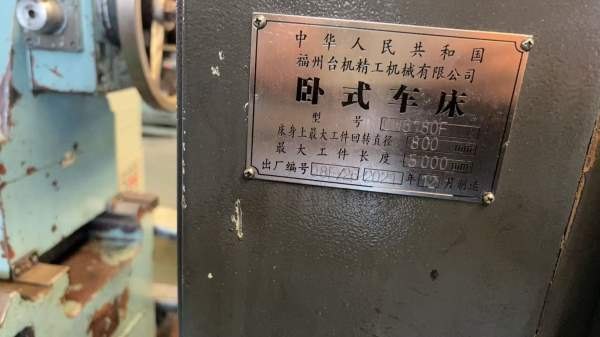 中华人民共和国
福州台机精工机械有限公司
卧式车床
型号
床身上最大工件回转直径 800 mm
最大工件长度 5000 mm
出厂编号 2021 年 12 月制造